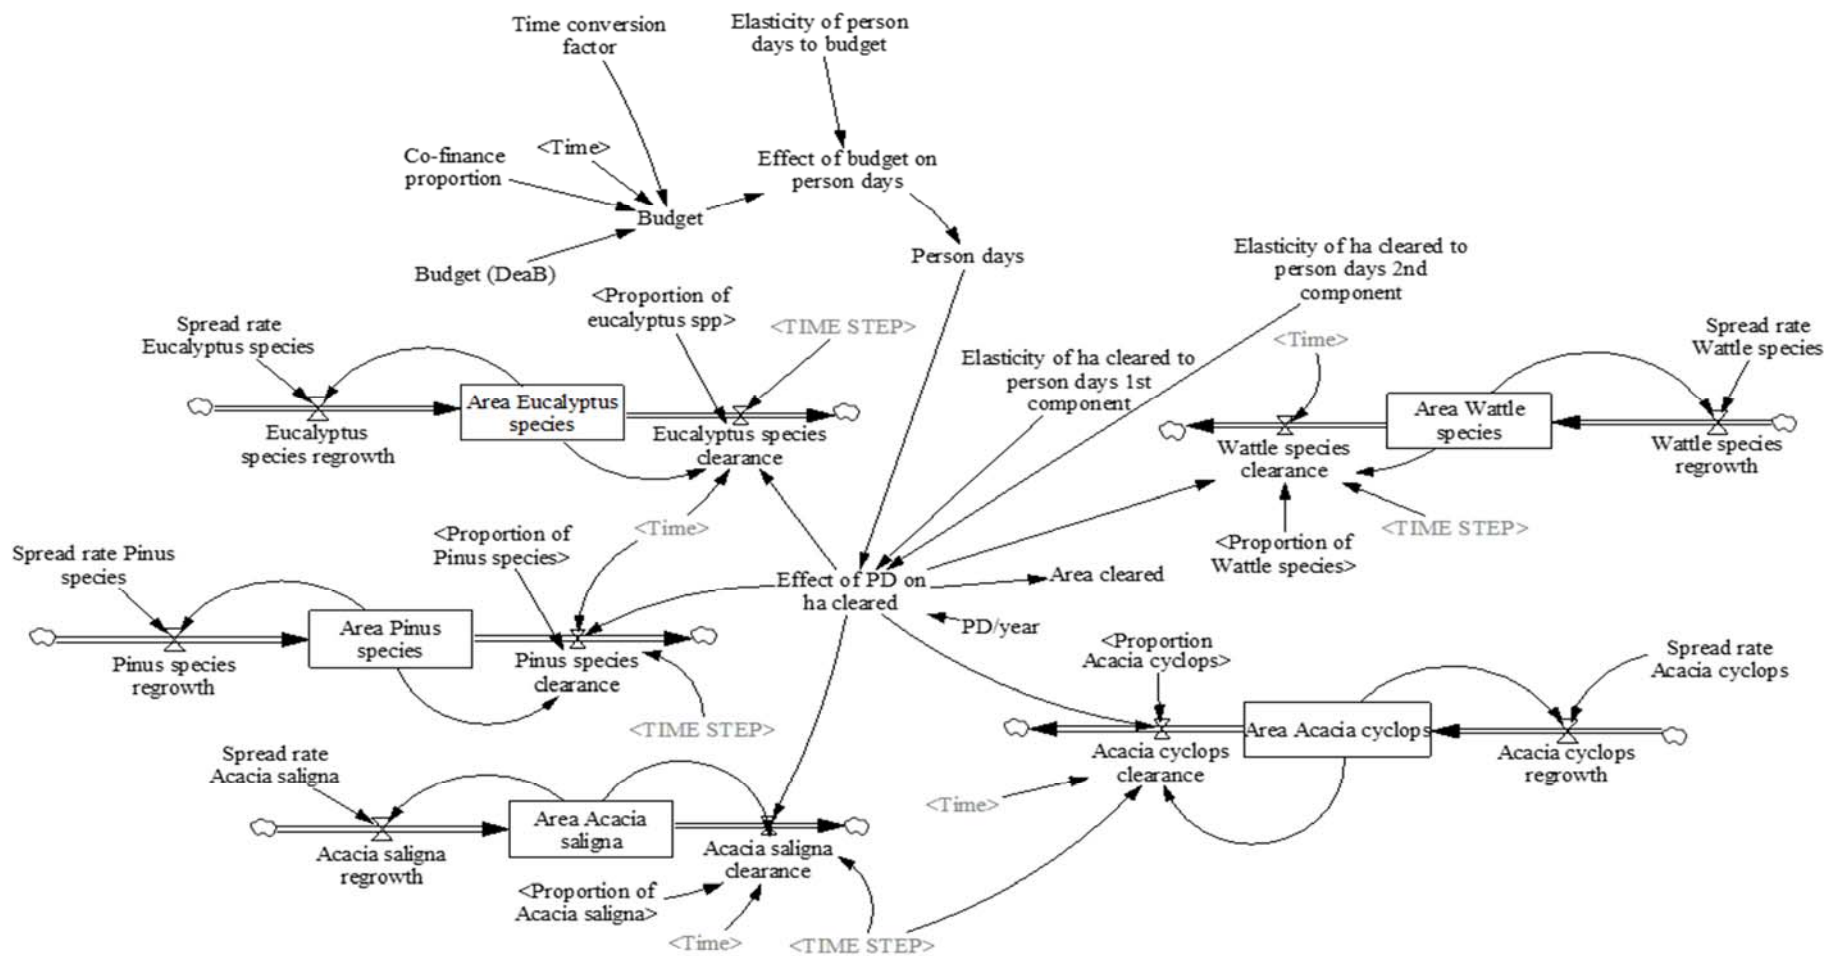 Time conversion
factor
Elasticity of person
days to budget
<Time>
Co-finance
proportion
Effect of budget on
person days
Budget
Budget (DeaB)
Person days
Elasticity of ha cleared to
person days 2nd
component
<Proportion of
eucalyptus spp>
<TIME STEP>
Spread rate
Eucalyptus species
<Time>
Spread rate
Wattle species
Elasticity of ha cleared to
person days 1st
component
Area Eucalyptus
species
Area Wattle
species
Eucalyptus
species regrowth
Eucalyptus species
clearance
Wattle species
clearance
Wattle species
regrowth
<Time>
<TIME STEP>
<Proportion of
Pinus species>
<Proportion of
Wattle species>
Spread rate Pinus
species
Effect of PD on
ha cleared
Area cleared
PD/year
Area Pinus
species
Pinus species
regrowth
Pinus species
clearance
<Proportion
Acacia cyclops>
Spread rate
Acacia cyclops
<TIME STEP>
Area Acacia cyclops
Acacia cyclops
clearance
Acacia cyclops
regrowth
Spread rate
Acacia saligna
<Time>
Area Acacia
saligna
Acacia saligna
regrowth
Acacia saligna
clearance
<Proportion of
Acacia saligna>
<Time>
<TIME STEP>